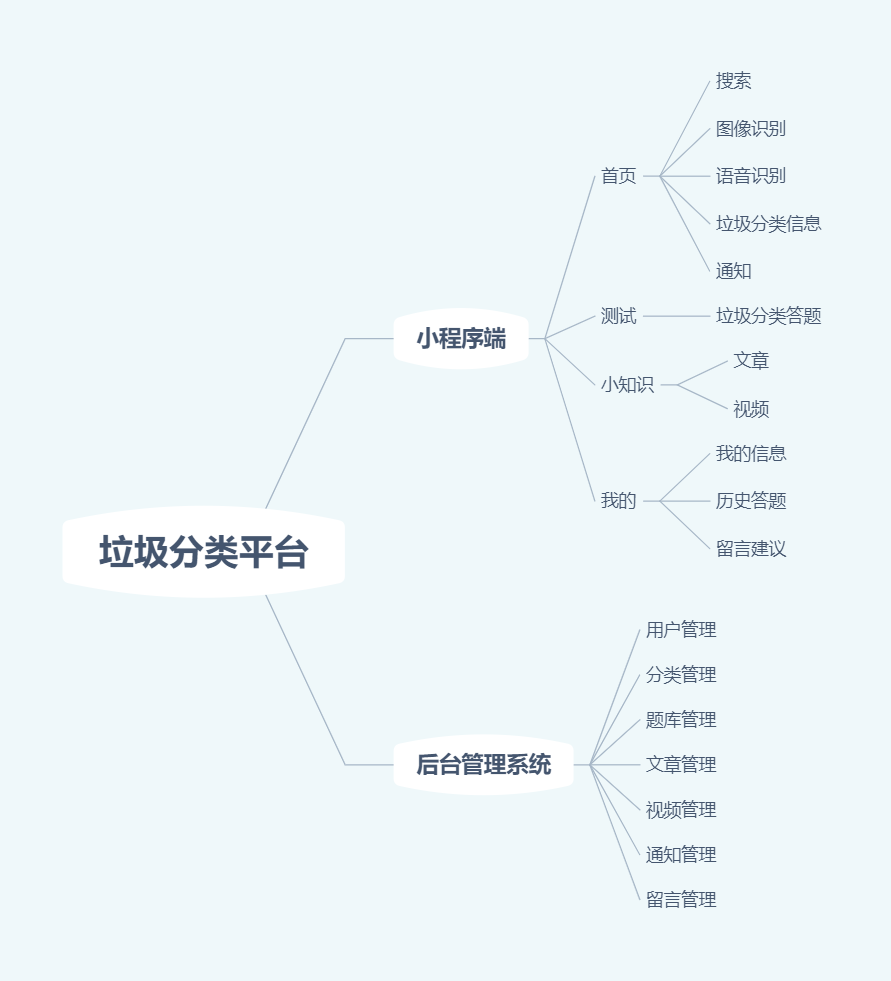 垃圾分类平台
小程序端
首页
搜索
图像识别
语音识别
垃圾分类信息
通知
测试
垃圾分类答题
小知识
文章
视频
我的
我的信息
历史答题
留言建议
后台管理系统
用户管理
分类管理
题库管理
文章管理
视频管理
通知管理
留言管理